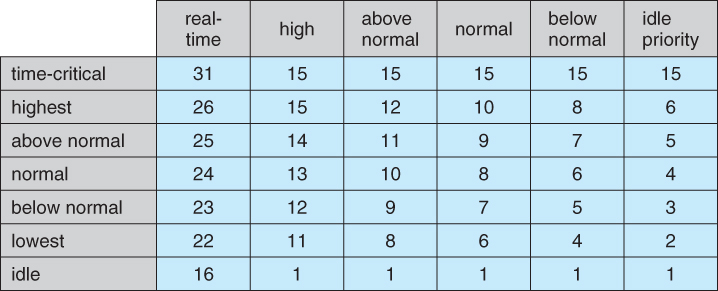 real-time high above normal normal below normal idle priority
time-critical 31 15 15 15 15 15
highest 26 15 12 10 8 6
above normal 25 14 11 9 7 5
normal 24 13 10 8 6 4
below normal 23 12 9 7 5 3
lowest 22 11 8 6 4 2
idle 16 1 1 1 1 1